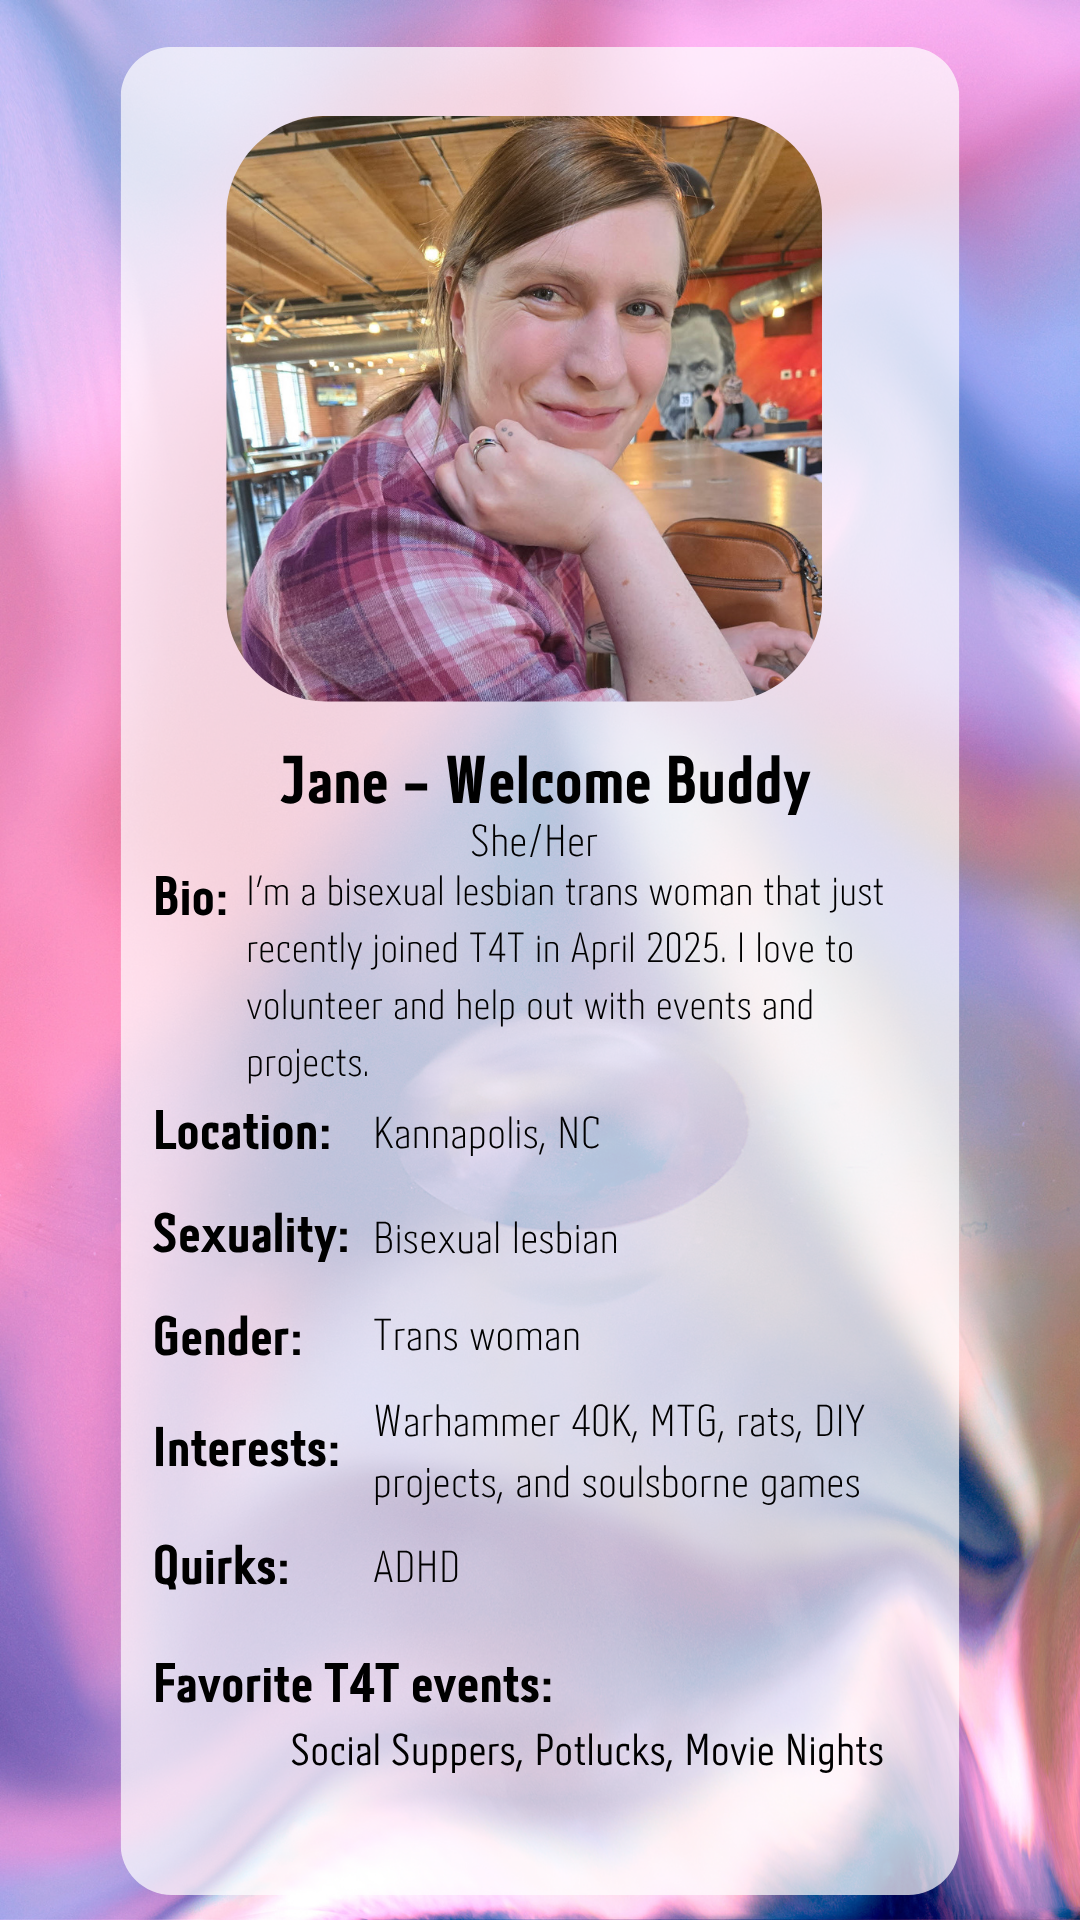 Jane - Welcome Buddy
She/Her
Bio: I'm a bisexual lesbian trans woman that just
recently joined T4T in April 2025. I love to
volunteer and help out with events and
projects.
Location: Kannapolis, NC
Sexuality: Bisexual lesbian
Gender: Trans woman
Interests: Warhammer 40K, MTG, rats, DIY
projects, and soulsborne games
Quirks: ADHD
Favorite T4T events:
Social Suppers, Potlucks, Movie Nights